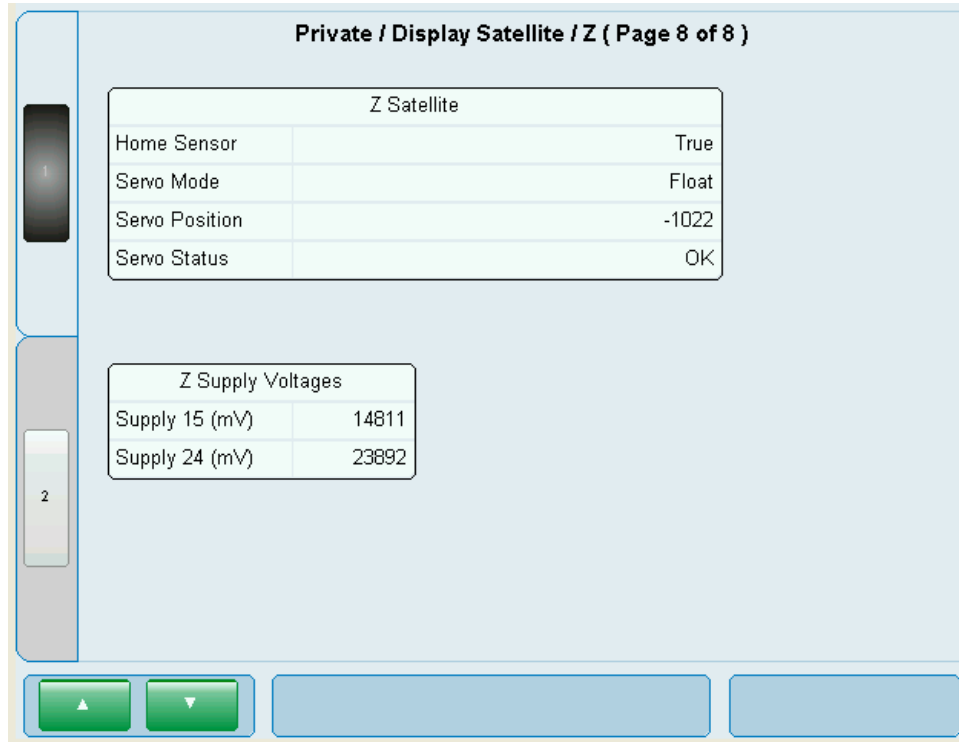 Private / Display Satellite / Z ( Page 8 of 8 )
1
Z Satellite
Home Sensor True
Servo Mode Float
Servo Position -1022
Servo Status OK
Z Supply Voltages
Supply 15 (mV) 14811
Supply 24 (mV) 23892
2